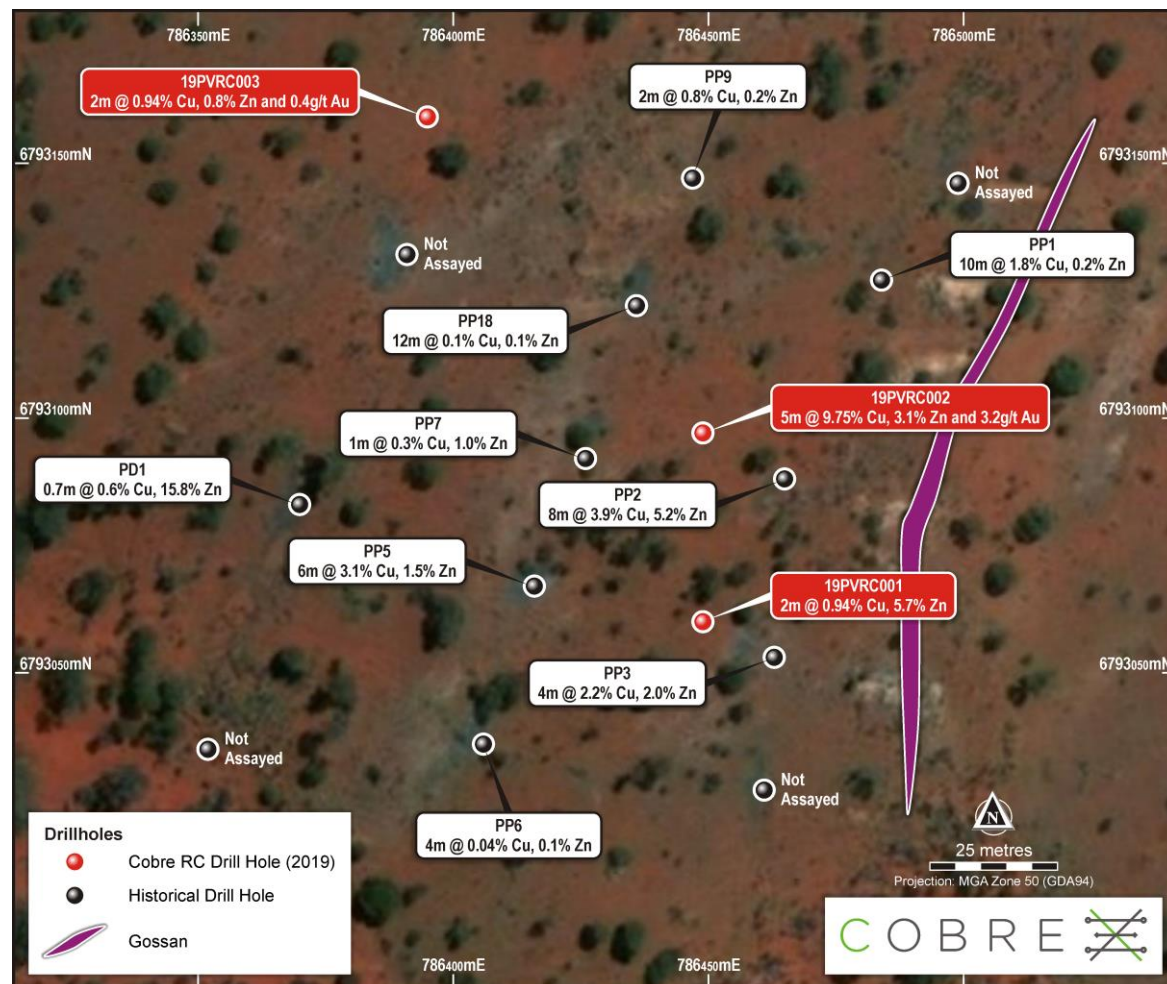 786350mE
786400mE
786450mE
786500mE
19PVRC003
2m @ 0.94% Cu, 0.8% Zn and 0.4g/t Au
PP9
2m @ 0.8% Cu, 0.2% Zn
6793150mN
6793150mN
Not
Assayed
Not
Assayed
PP1
10m @ 1.8% Cu, 0.2% Zn
PP18
12m @ 0.1% Cu, 0.1% Zn
19PVRC002
5m @ 9.75% Cu, 3.1% Zn and 3.2g/t Au
6793100mN
6793100mN
PP7
1m @ 0.3% Cu, 1.0% Zn
PD1
0.7m @ 0.6% Cu, 15.8% Zn
PP2
8m @ 3.9% Cu, 5.2% Zn
PP5
6m @ 3.1% Cu, 1.5% Zn
19PVRC001
2m @ 0.94% Cu, 5.7% Zn
6793050mN
6793050mN
PP3
4m @ 2.2% Cu, 2.0% Zn
Not
Assayed
Not
Assayed
PP6
4m @ 0.04% Cu, 0.1% Zn
Drillholes
Cobre RC Drill Hole (2019)
Historical Drill Hole
Gossan
N
25 metres
Projection: MGA Zone 50 (GDA94)
COBRE
786400mE
786450mE